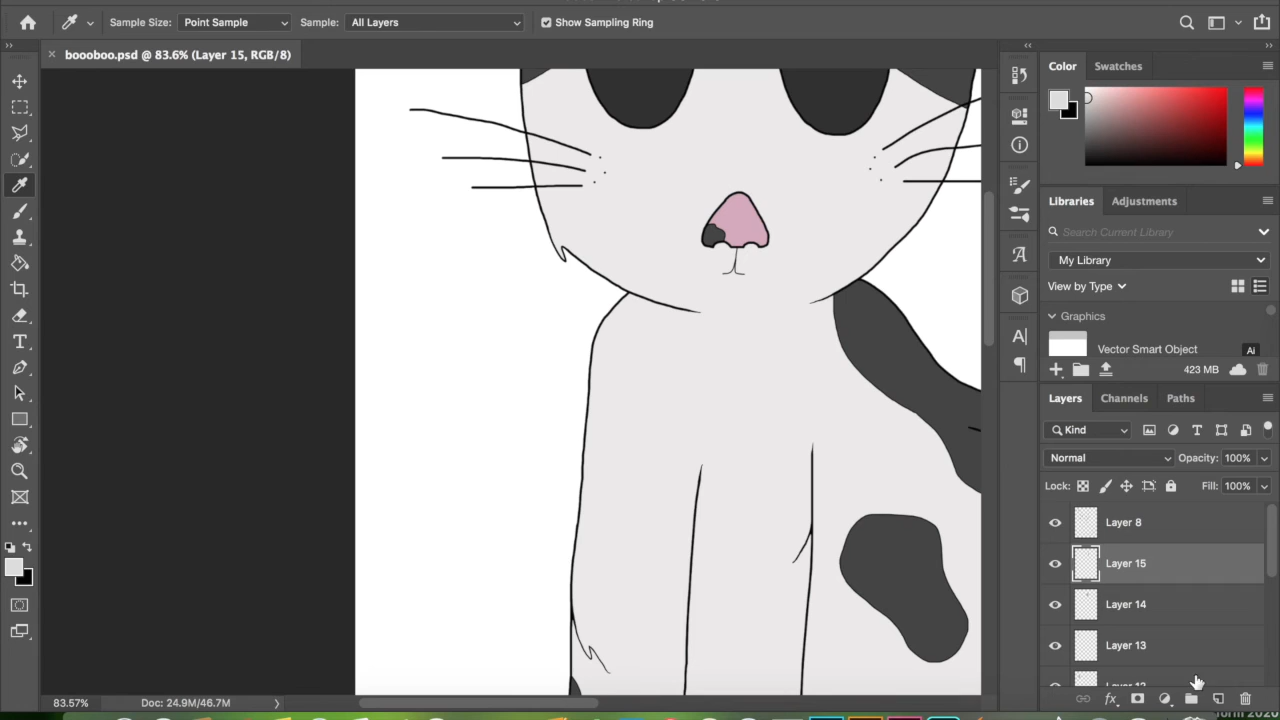 Sample Size: Point Sample Sample: All Layers Show Sampling Ring
boooboo.psd @ 83.6% (Layer 15, RGB/8)
Color Swatches
Libraries Adjustments
Search Current Library
My Library
View by Type
Graphics
Vector Smart Object Ai
423 MB
Layers Channels Paths
Kind
Normal Opacity: 100%
Lock: Fill: 100%
Layer 8
Layer 15
Layer 14
Layer 13
83.57% Doc: 24.9M/46.7M